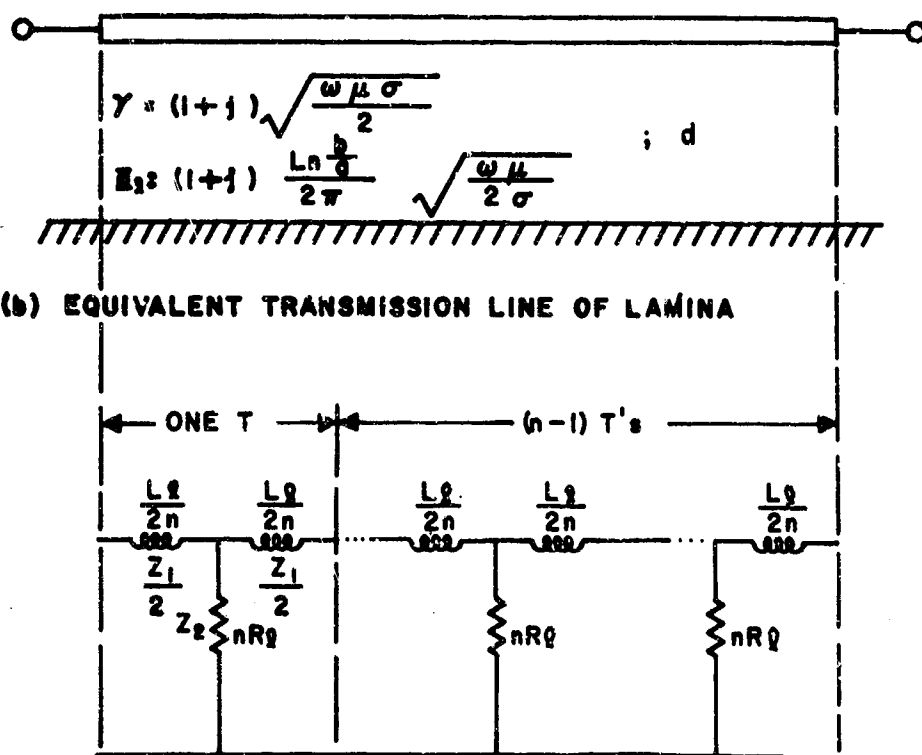 γ = (1+j) √ωμσ/2
; d
Z_ℓ = (1+j) Ln b/a / 2π √ωμ/2σ
(b) EQUIVALENT TRANSMISSION LINE OF LAMINA
ONE T (n-1) T's
Lℓ/2n Lℓ/2n Lℓ/2n Lℓ/2n Lℓ/2n
Z₁/2 Z₁/2
Z₂ nRℓ nRℓ nRℓ